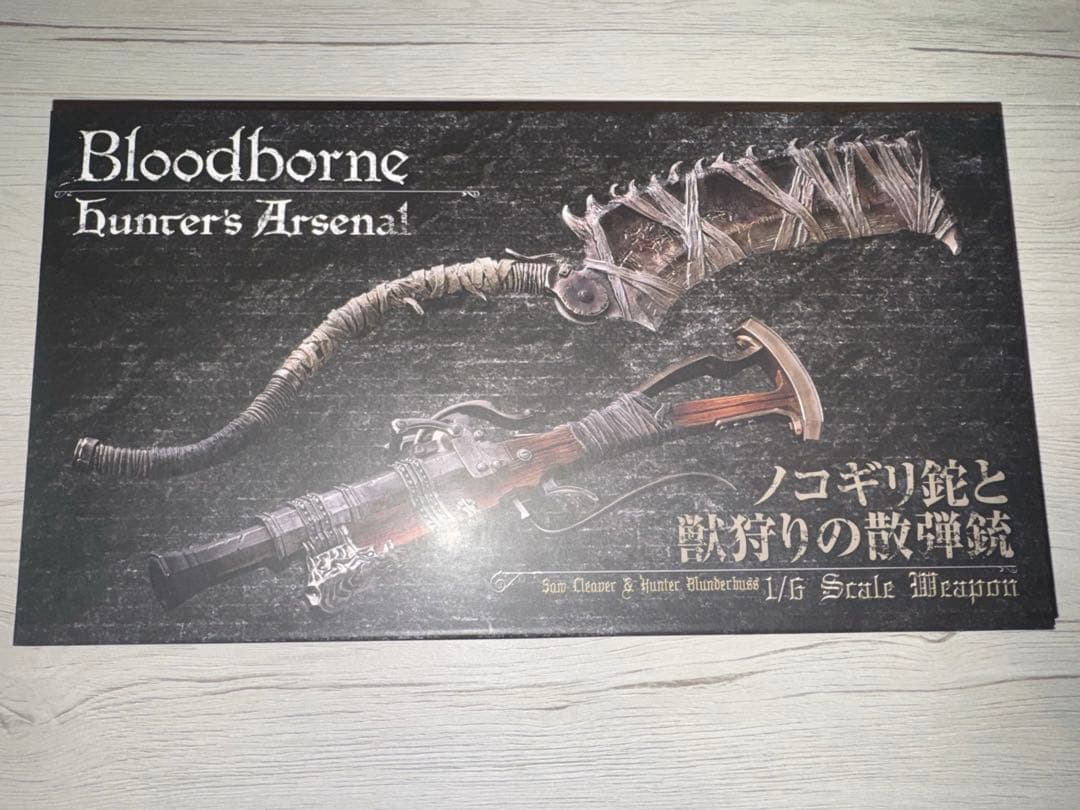 Bloodborne
Hunter's Arsenal
ノコギリ鉈と
獣狩りの散弾銃
Saw Cleaver & Hunter Blunderbuss 1/6 Scale Weapon